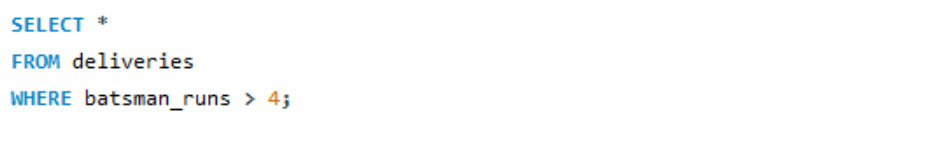 SELECT *
FROM deliveries
WHERE batsman_runs > 4;